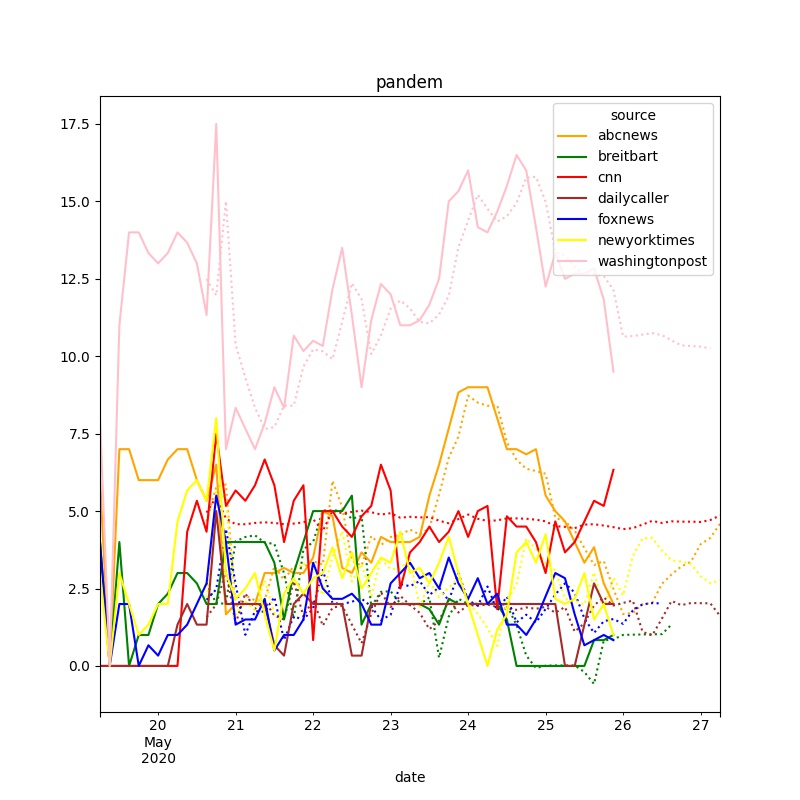 pandem
source
abcnews
breitbart
cnn
dailycaller
foxnews
newyorktimes
washingtonpost
17.5
15.0
12.5
10.0
7.5
5.0
2.5
0.0
20 21 22 23 24 25 26 27
May
2020
date